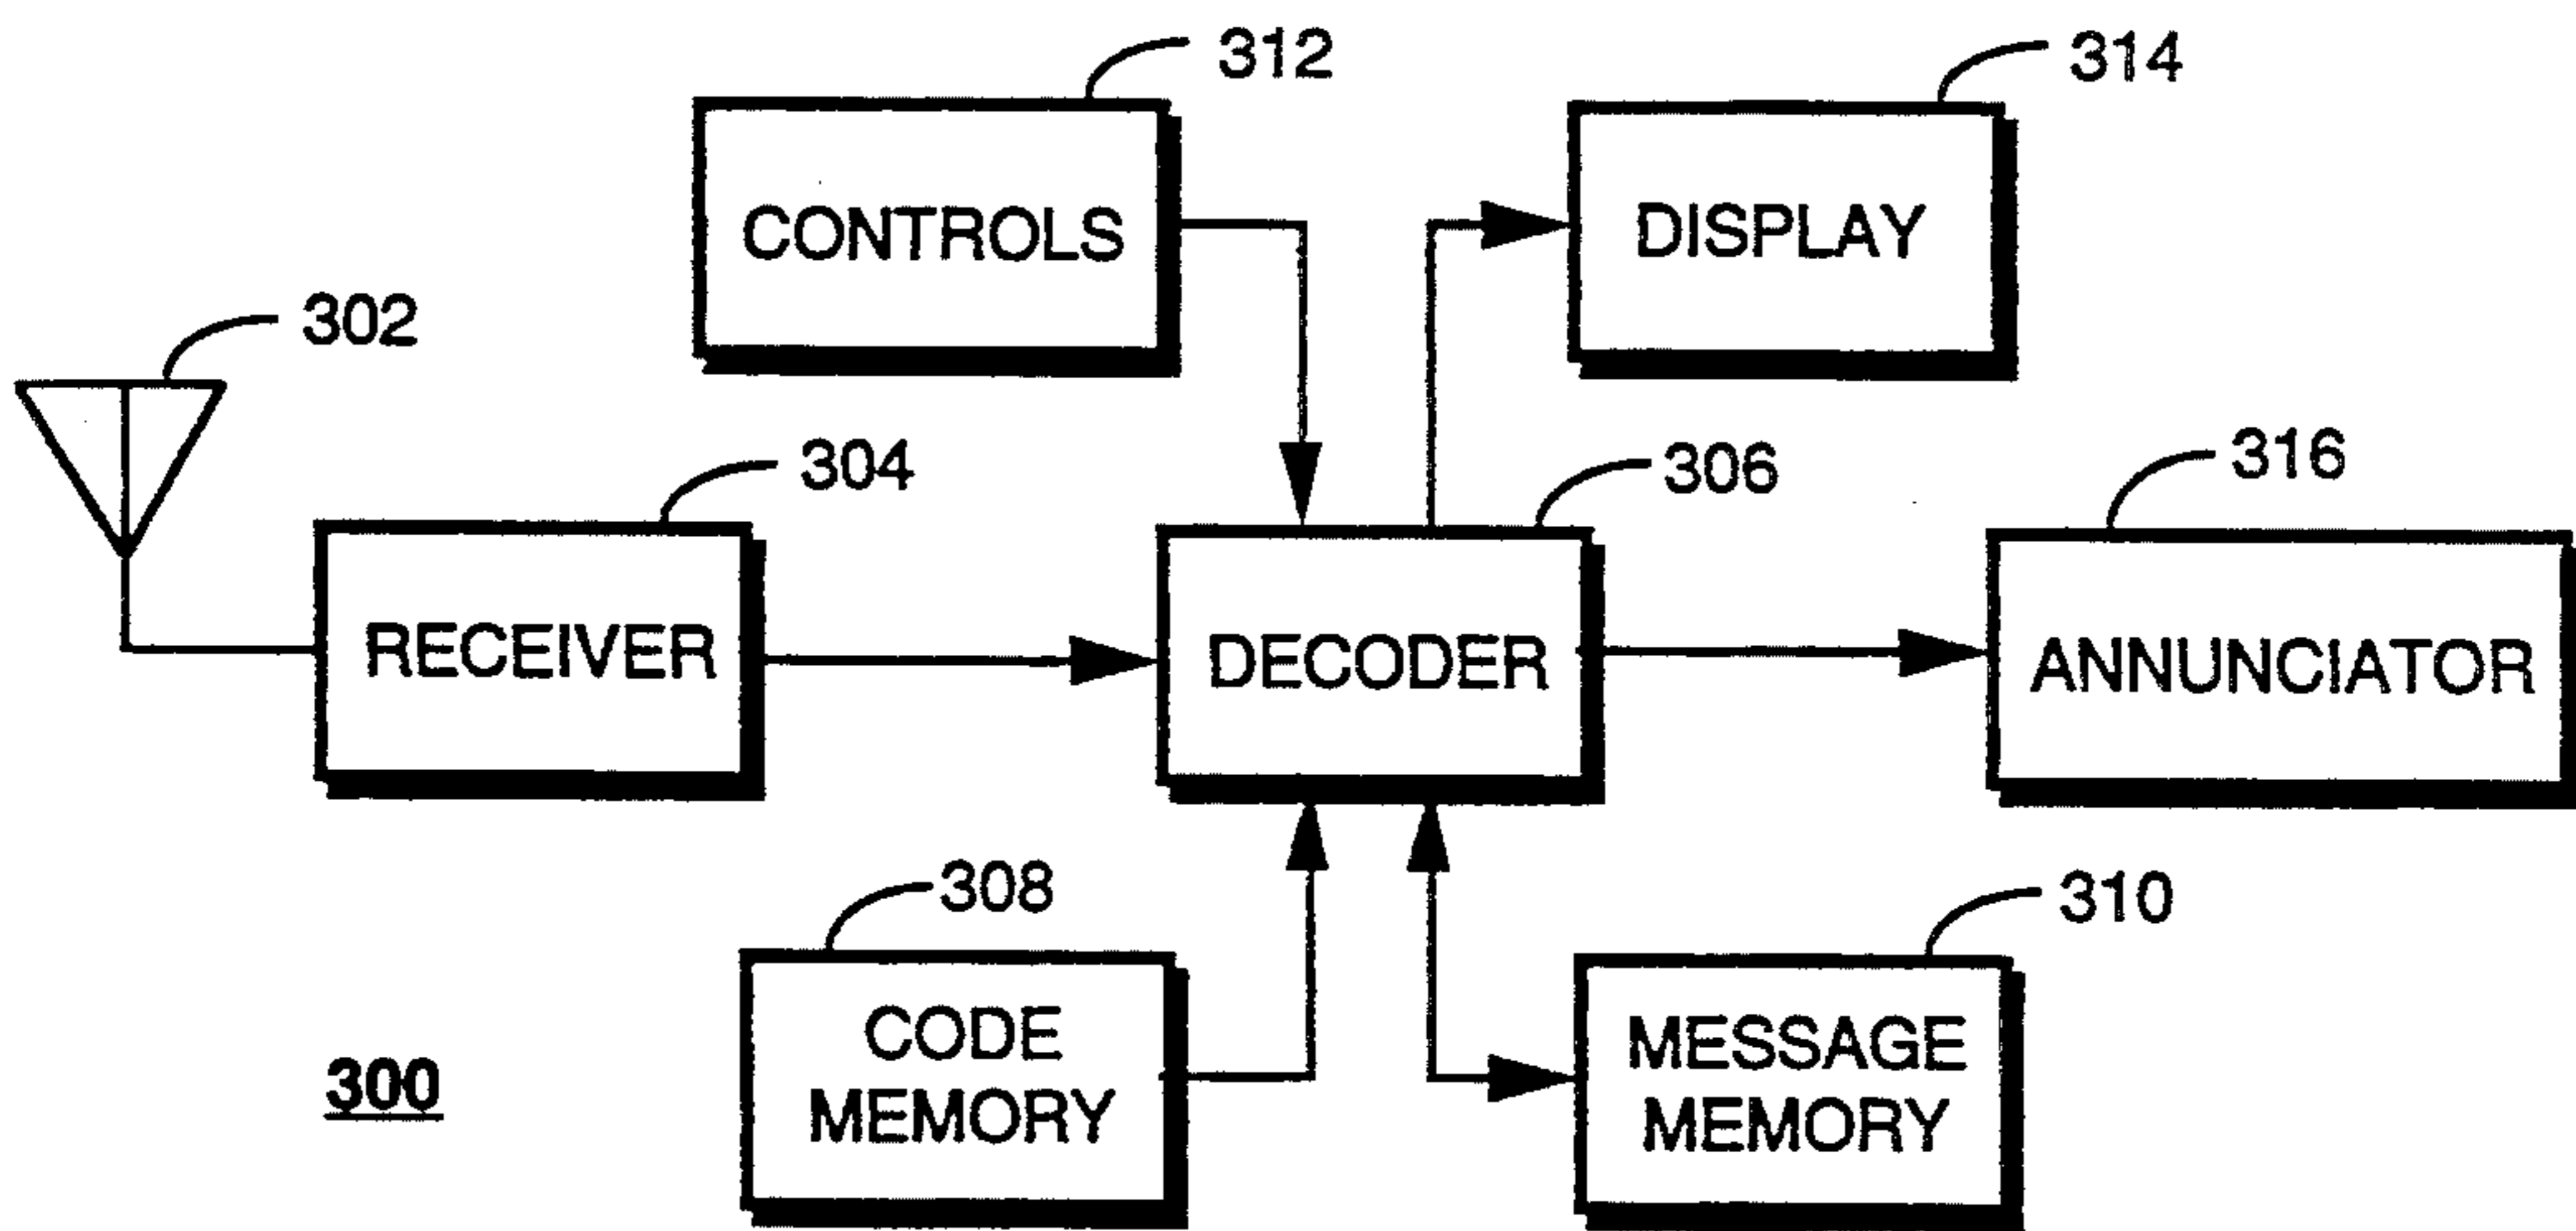 312
314
CONTROLS
DISPLAY
302
304
306
316
RECEIVER
DECODER
ANNUNCIATOR
308
310
CODE
MEMORY
MESSAGE
MEMORY
300